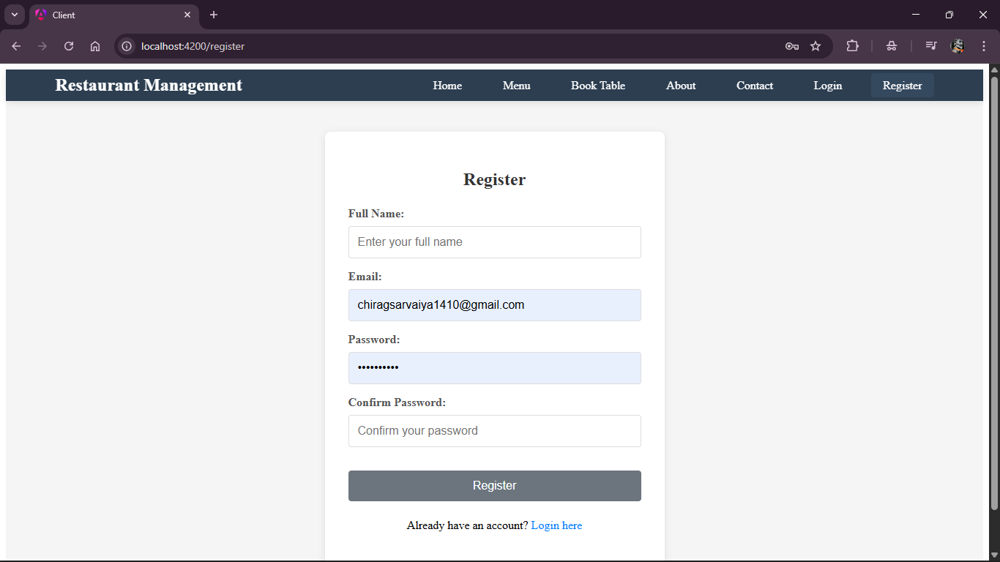 Client
localhost:4200/register
Restaurant Management Home Menu Book Table About Contact Login Register
Register
Full Name:
Enter your full name
Email:
chiragsarvaiya1410@gmail.com
Password:
••••••••••
Confirm Password:
Confirm your password
Register
Already have an account? Login here